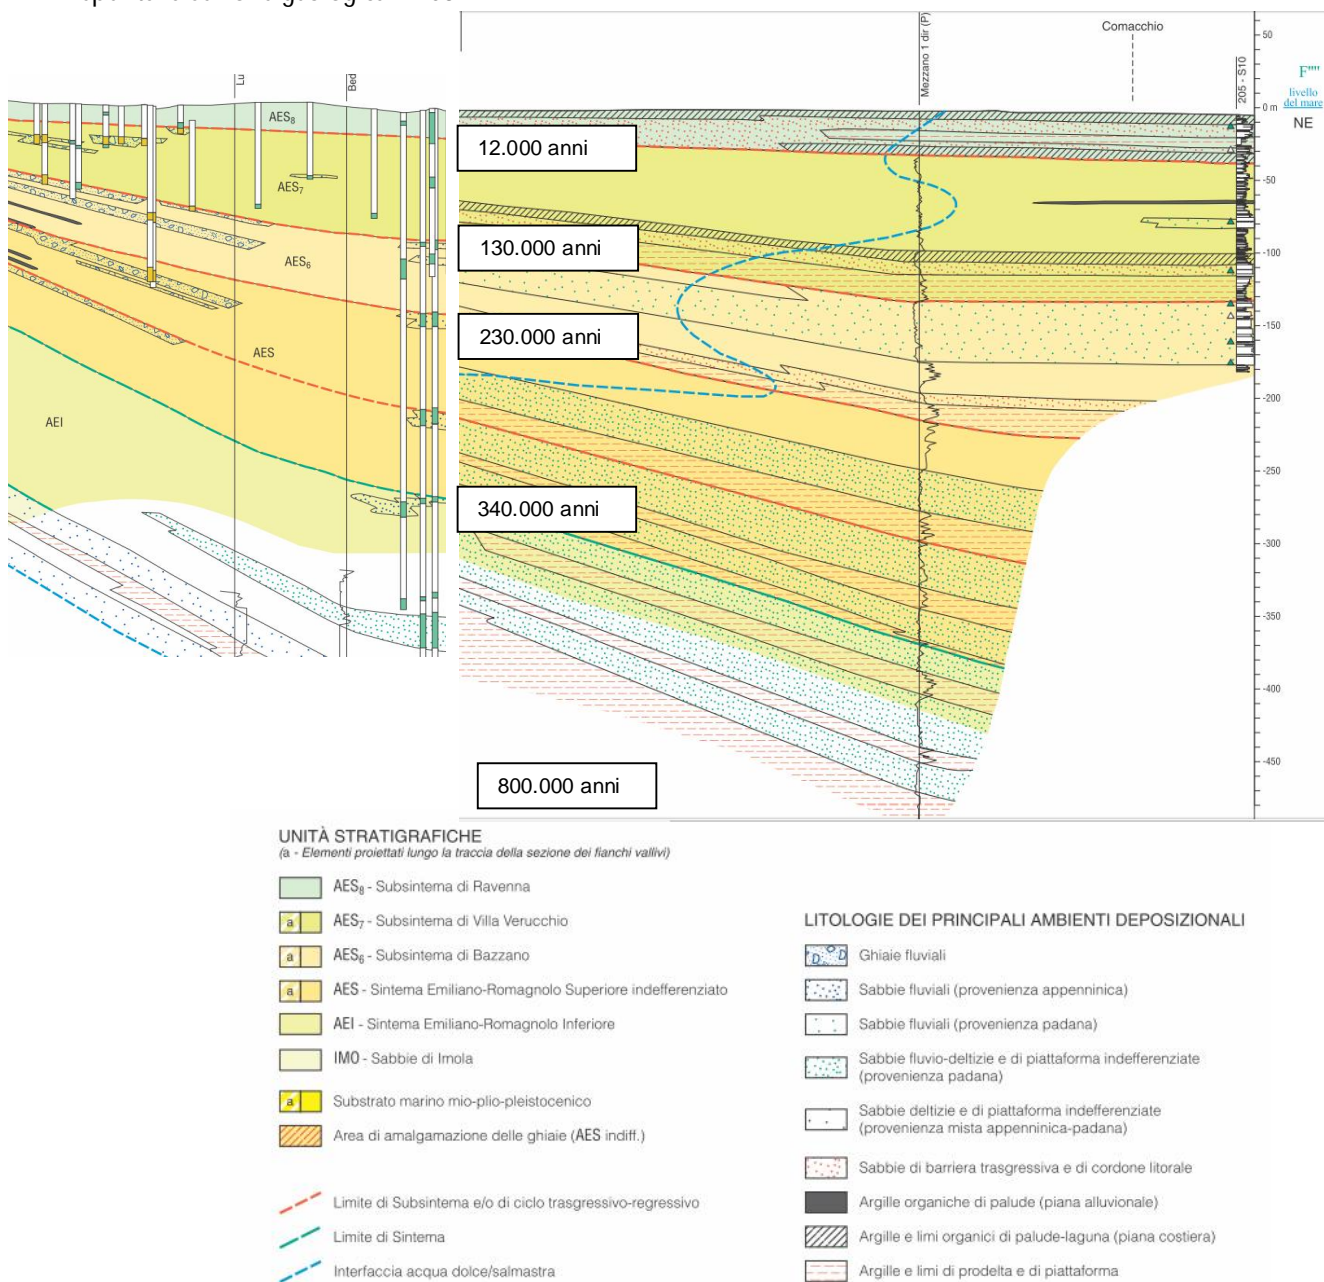 Lu
Bed
Mezzano 1 dir (P)
Comacchio
205 - S10
50
F''''
livello
del mare
0 m
NE
AES8
12.000 anni
-50
AES7
130.000 anni
-100
AES6
230.000 anni
-150
AES
-200
AEI
-250
340.000 anni
-300
-350
-400
-450
800.000 anni
UNITÀ STRATIGRAFICHE
(a - Elementi proiettati lungo la traccia della sezione dei fianchi vallivi)
AES8 - Subsintema di Ravenna
a AES7 - Subsintema di Villa Verucchio
a AES6 - Subsintema di Bazzano
a AES - Sintema Emiliano-Romagnolo Superiore indefferenziato
AEI - Sintema Emiliano-Romagnolo Inferiore
IMO - Sabbie di Imola
a Substrato marino mio-plio-pleistocenico
Area di amalgamazione delle ghiaie (AES indiff.)
Limite di Subsintema e/o di ciclo trasgressivo-regressivo
Limite di Sintema
Interfaccia acqua dolce/salmastra
LITOLOGIE DEI PRINCIPALI AMBIENTI DEPOSIZIONALI
Ghiaie fluviali
Sabbie fluviali (provenienza appenninica)
Sabbie fluviali (provenienza padana)
Sabbie fluvio-deltizie e di piattaforma indefferenziate
(provenienza padana)
Sabbie deltizie e di piattaforma indefferenziate
(provenienza mista appenninica-padana)
Sabbie di barriera trasgressiva e di cordone litorale
Argille organiche di palude (piana alluvionale)
Argille e limi organici di palude-laguna (piana costiera)
Argille e limi di prodelta e di piattaforma